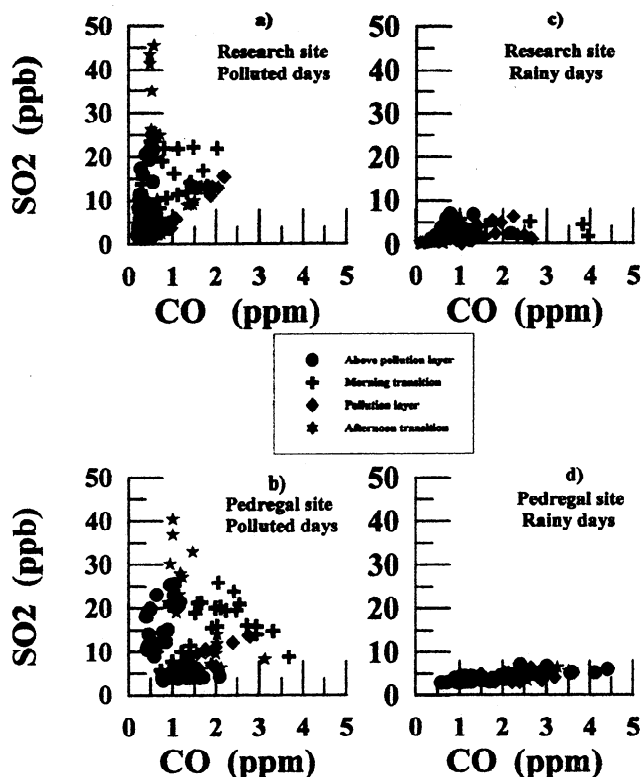 a)
Research site
Polluted days
SO2 (ppb)
50
40
30
20
10
0
0 1 2 3 4 5
CO (ppm)
c)
Research site
Rainy days
50
40
30
20
10
0
0 1 2 3 4 5
CO (ppm)
Above pollution layer
Morning transition
Pollution layer
Afternoon transition
b)
Pedregal site
Polluted days
SO2 (ppb)
50
40
30
20
10
0
0 1 2 3 4 5
CO (ppm)
d)
Pedregal site
Rainy days
50
40
30
20
10
0
0 1 2 3 4 5
CO (ppm)